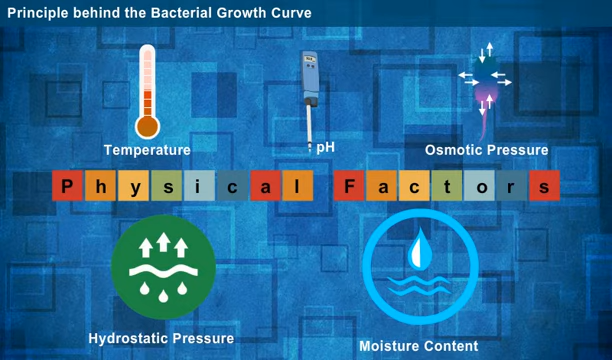 Principle behind the Bacterial Growth Curve
Temperature
pH
Osmotic Pressure
Physical Factors
Hydrostatic Pressure
Moisture Content